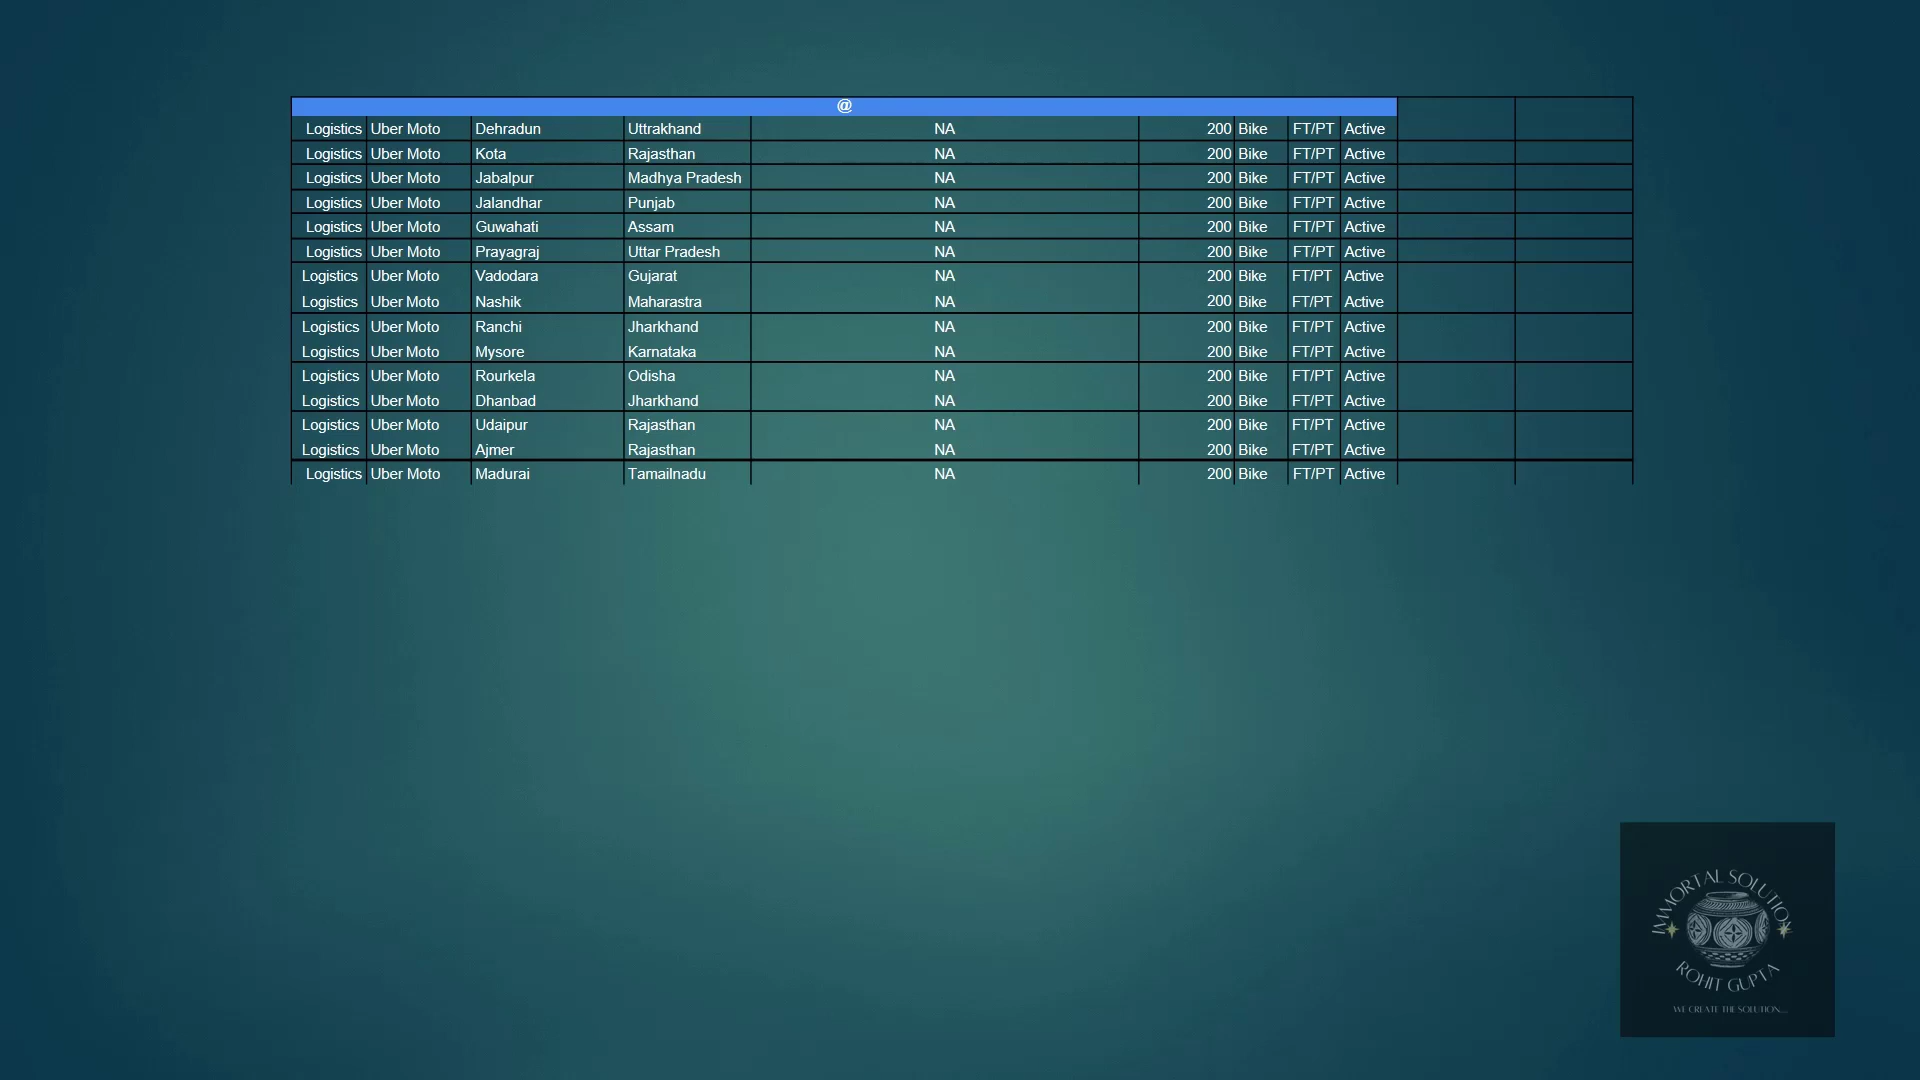 @
Logistics Uber Moto Dehradun Uttrakhand NA 200 Bike FT/PT Active
Logistics Uber Moto Kota Rajasthan NA 200 Bike FT/PT Active
Logistics Uber Moto Jabalpur Madhya Pradesh NA 200 Bike FT/PT Active
Logistics Uber Moto Jalandhar Punjab NA 200 Bike FT/PT Active
Logistics Uber Moto Guwahati Assam NA 200 Bike FT/PT Active
Logistics Uber Moto Prayagraj Uttar Pradesh NA 200 Bike FT/PT Active
Logistics Uber Moto Vadodara Gujarat NA 200 Bike FT/PT Active
Logistics Uber Moto Nashik Maharastra NA 200 Bike FT/PT Active
Logistics Uber Moto Ranchi Jharkhand NA 200 Bike FT/PT Active
Logistics Uber Moto Mysore Karnataka NA 200 Bike FT/PT Active
Logistics Uber Moto Rourkela Odisha NA 200 Bike FT/PT Active
Logistics Uber Moto Dhanbad Jharkhand NA 200 Bike FT/PT Active
Logistics Uber Moto Udaipur Rajasthan NA 200 Bike FT/PT Active
Logistics Uber Moto Ajmer Rajasthan NA 200 Bike FT/PT Active
Logistics Uber Moto Madurai Tamailnadu NA 200 Bike FT/PT Active
IMMORTAL SOLUTION
ROHIT GUPTA
WE CREATE THE SOLUTION...